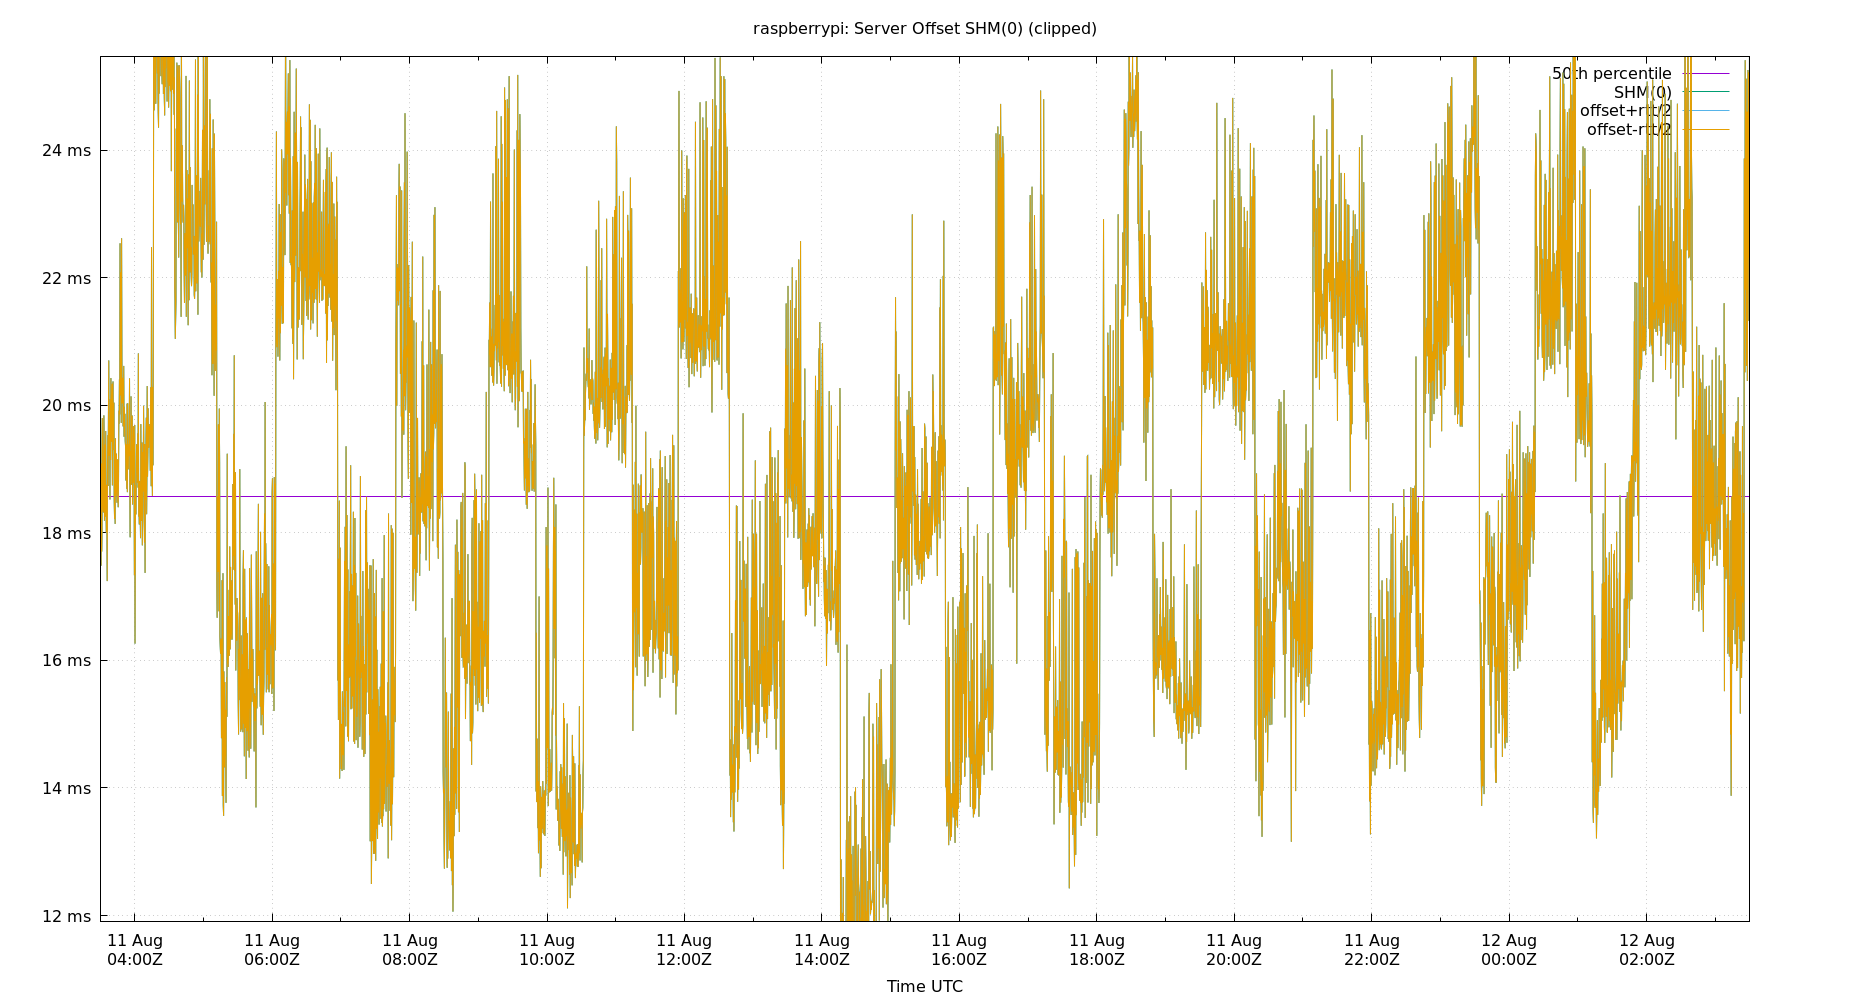 raspberrypi: Server Offset SHM(0) (clipped)
50th percentile
SHM(0)
offset+rtt/2
offset-rtt/2
24 ms
22 ms
20 ms
18 ms
16 ms
14 ms
12 ms
11 Aug 11 Aug 11 Aug 11 Aug 11 Aug 11 Aug 11 Aug 11 Aug 11 Aug 11 Aug 12 Aug 12 Aug
04:00Z 06:00Z 08:00Z 10:00Z 12:00Z 14:00Z 16:00Z 18:00Z 20:00Z 22:00Z 00:00Z 02:00Z
Time UTC